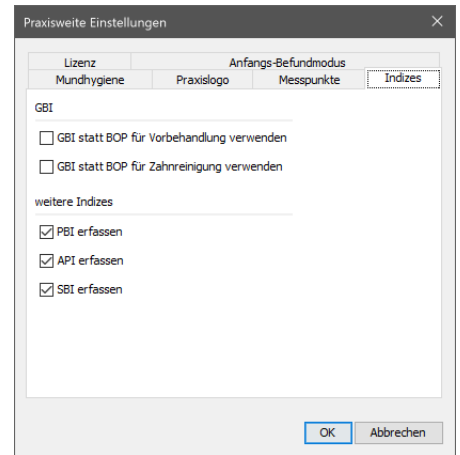 Praxisweite Einstellungen
Lizenz Anfangs-Befundmodus
Mundhygiene Praxislogo Messpunkte Indizes
GBI
GBI statt BOP für Vorbehandlung verwenden
GBI statt BOP für Zahnreinigung verwenden
weitere Indizes
PBI erfassen
API erfassen
SBI erfassen
OK Abbrechen